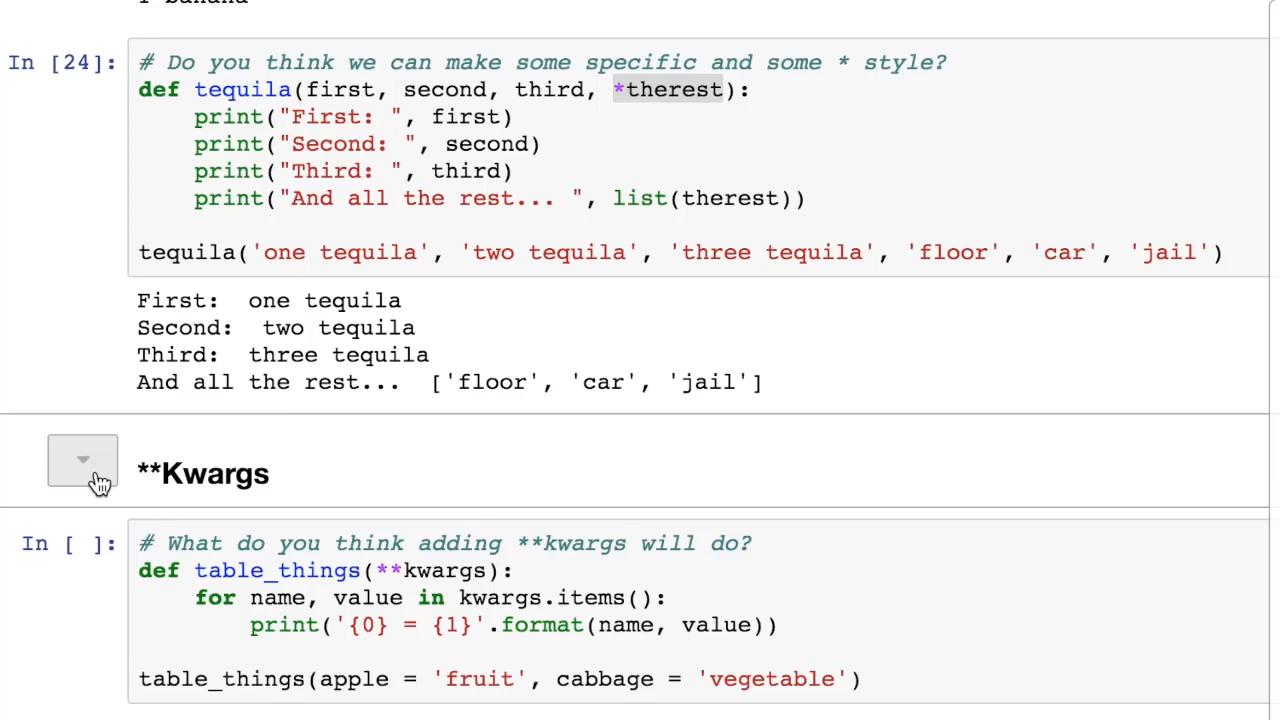 In [24]: # Do you think we can make some specific and some * style?
def tequila(first, second, third, *therest):
    print("First: ", first)
    print("Second: ", second)
    print("Third: ", third)
    print("And all the rest... ", list(therest))
tequila('one tequila', 'two tequila', 'three tequila', 'floor', 'car', 'jail')
First:  one tequila
Second:  two tequila
Third:  three tequila
And all the rest...  ['floor', 'car', 'jail']
**Kwargs
In [ ]: # What do you think adding **kwargs will do?
def table_things(**kwargs):
    for name, value in kwargs.items():
        print('{0} = {1}'.format(name, value))
table_things(apple = 'fruit', cabbage = 'vegetable')